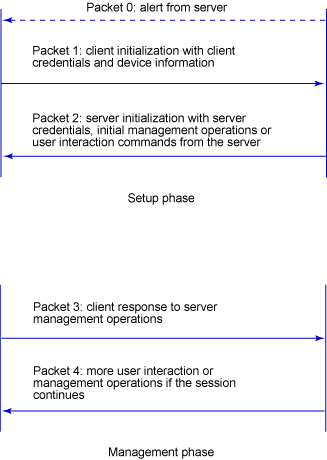 Packet 0: alert from server
Packet 1: client initialization with client
credentials and device information
Packet 2: server initialization with server
credentials, initial management operations or
user interaction commands from the server
Setup phase
Packet 3: client response to server
management operations
Packet 4: more user interaction or
management operations if the session
continues
Management phase